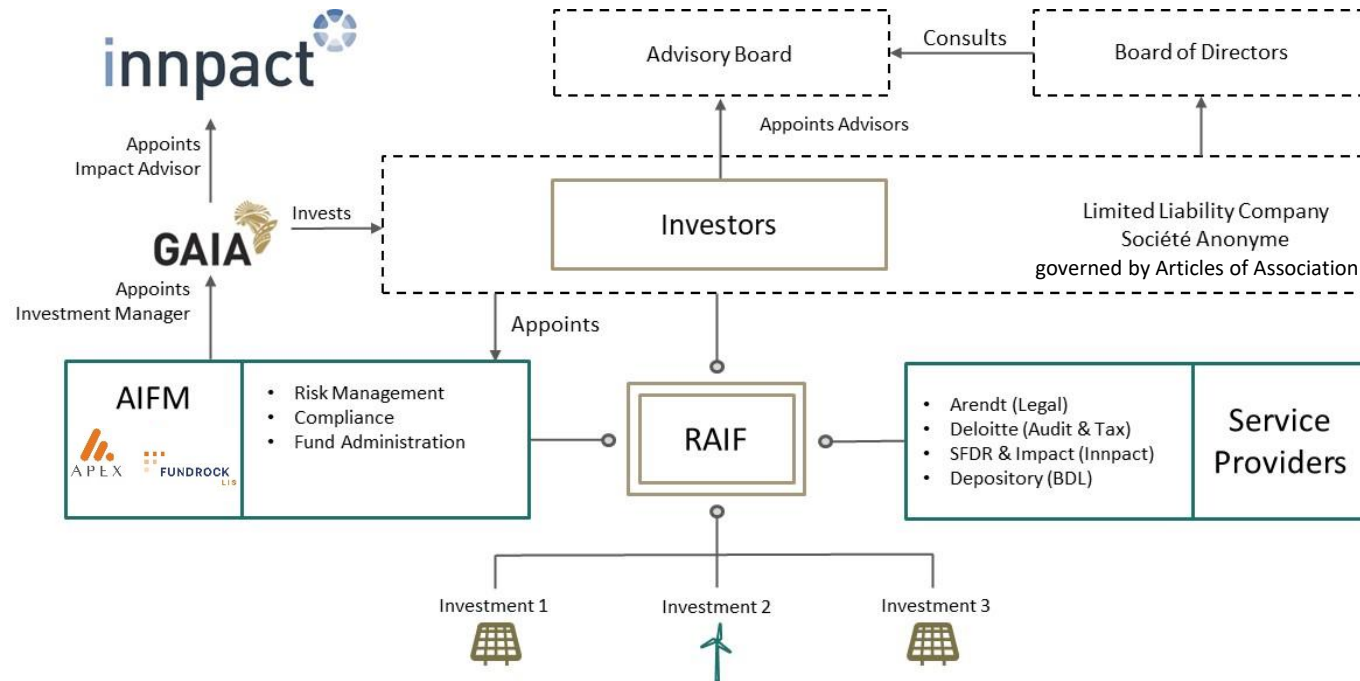 innpact
Advisory Board
Consults
Board of Directors
Appoints
Impact Advisor
Appoints Advisors
GAIA
Invests
Investors
Limited Liability Company
Société Anonyme
governed by Articles of Association
Appoints
Investment Manager
Appoints
AIFM
APEX
FUNDROCK
LIS
• Risk Management
• Compliance
• Fund Administration
RAIF
• Arendt (Legal)
• Deloitte (Audit & Tax)
• SFDR & Impact (Innpact)
• Depository (BDL)
Service
Providers
Investment 1
Investment 2
Investment 3